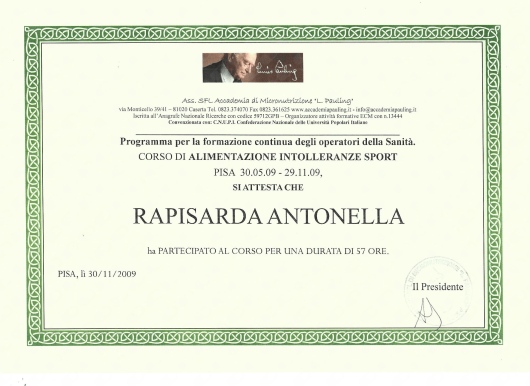 Linus Pauling
Ass. SFL Accademia di Micronutrizione "L. Pauling"
via Monticello 39/41 – 81020 Caserta Tel. 0823.374070 Fax 0823.361625 www.accademiapauling.it - info@accademiapauling.it
Iscritta all'Anagrafe Nazionale Ricerche con codice 59712GPB – Organizzatore attività formative ECM con n.13444
Convenzionata con: C.N.U.P.I. Confederazione Nazionale delle Università Popolari Italiane
Programma per la formazione continua degli operatori della Sanità.
CORSO DI ALIMENTAZIONE INTOLLERANZE SPORT
PISA 30.05.09 - 29.11.09,
SI ATTESTA CHE
RAPISARDA ANTONELLA
ha PARTECIPATO AL CORSO PER UNA DURATA DI 57 ORE.
PISA, lì 30/11/2009
Il Presidente